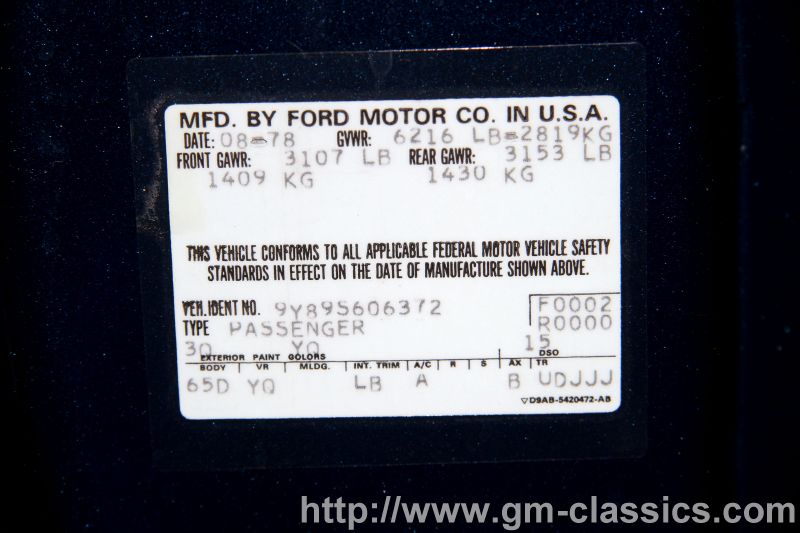 MFD. BY FORD MOTOR CO. IN U.S.A.
DATE: 08-78 GVWR: 6216 LB=2819KG
FRONT GAWR: 3107 LB REAR GAWR: 3153 LB
1409 KG 1430 KG
THIS VEHICLE CONFORMS TO ALL APPLICABLE FEDERAL MOTOR VEHICLE SAFETY
STANDARDS IN EFFECT ON THE DATE OF MANUFACTURE SHOWN ABOVE.
VEH. IDENT NO. 9Y89S606372 F0002
TYPE PASSENGER R0000
3Q YQ 15
EXTERIOR PAINT COLORS DSO
BODY VR MLDG. INT. TRIM A/C R S AX TR
65D YQ LB A B UDJJJ
▽D9AB-5420472-AB
http://www.gm-classics.com